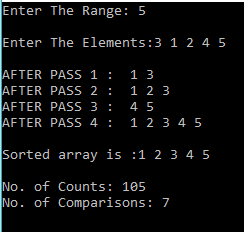 Enter The Range: 5
Enter The Elements:3 1 2 4 5
AFTER PASS 1 :  1 3
AFTER PASS 2 :  1 2 3
AFTER PASS 3 :  4 5
AFTER PASS 4 :  1 2 3 4 5
Sorted array is :1 2 3 4 5
No. of Counts: 105
No. of Comparisons: 7